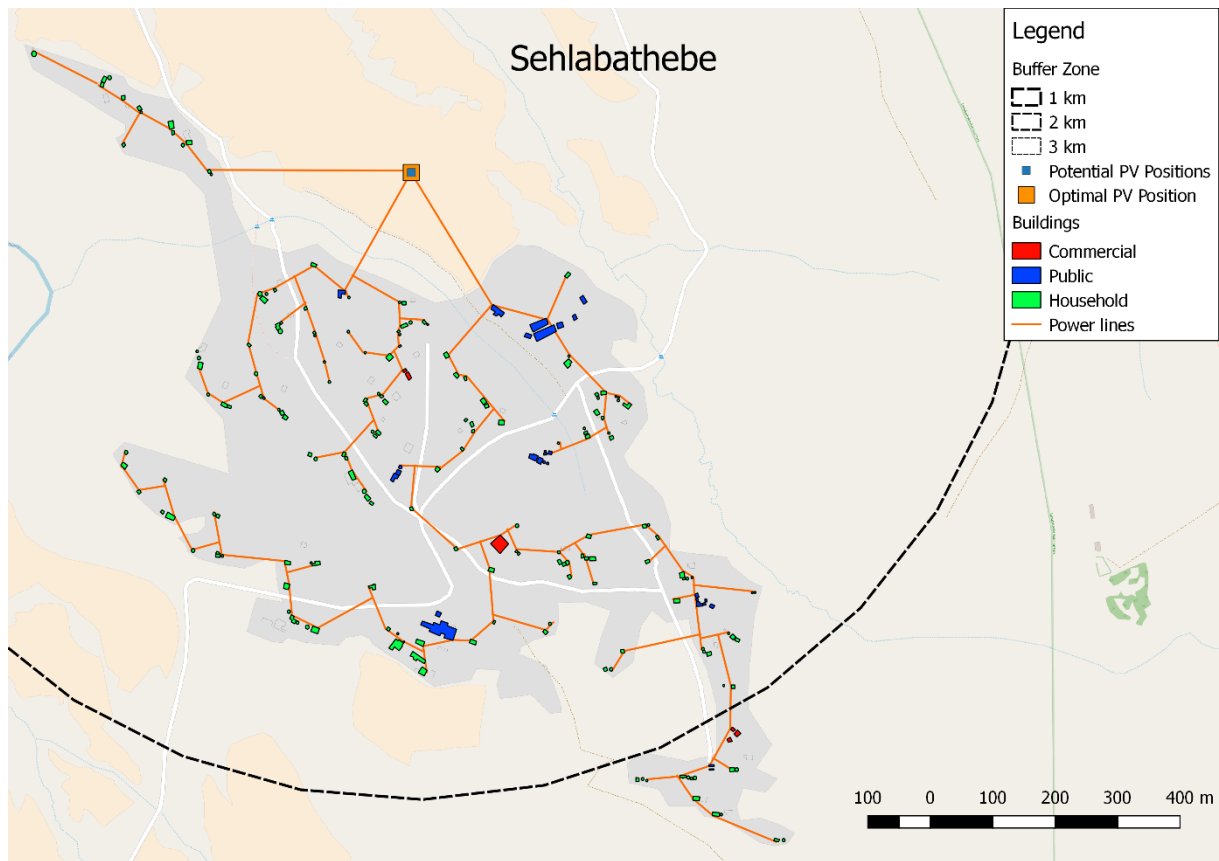 Sehlabathebe
Legend
Buffer Zone
1 km
2 km
3 km
Potential PV Positions
Optimal PV Position
Buildings
Commercial
Public
Household
Power lines
100 0 100 200 300 400 m